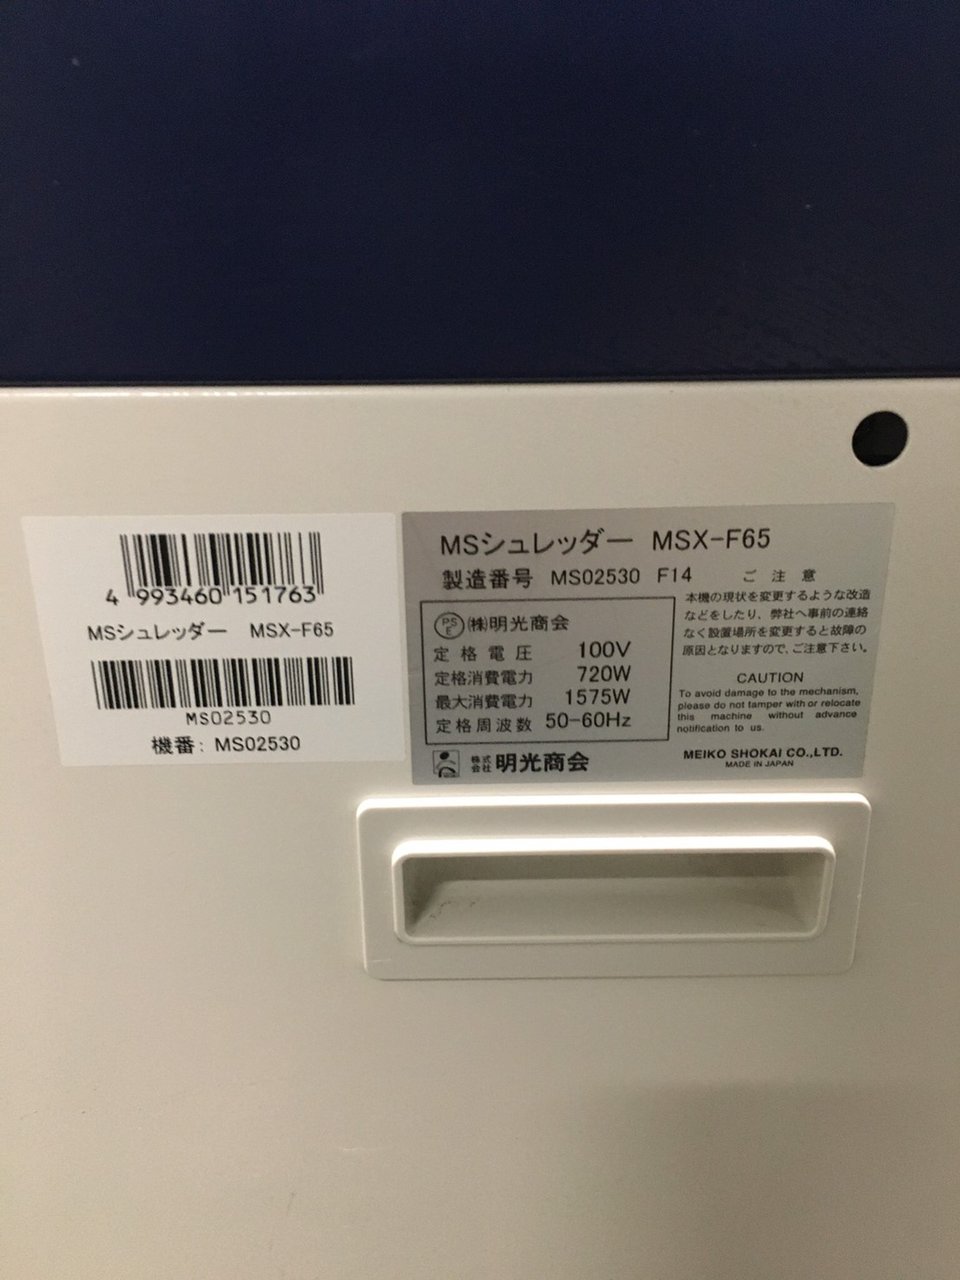 4 993460 151763
MSシュレッダー MSX-F65
MS02530
機番: MS02530
MSシュレッダー MSX-F65
製造番号 MS02530 F14
PSE (株)明光商会
定格電圧 100V
定格消費電力 720W
最大消費電力 1575W
定格周波数 50-60Hz
株式会社 明光商会
ご注意
本機の現状を変更するような改造
などをしたり、弊社へ事前の連絡
なく設置場所を変更すると故障の
原因となりますので、ご注意下さい。
CAUTION
To avoid damage to the mechanism,
please do not tamper with or relocate
this machine without advance
notification to us.
MEIKO SHOKAI CO.,LTD.
MADE IN JAPAN